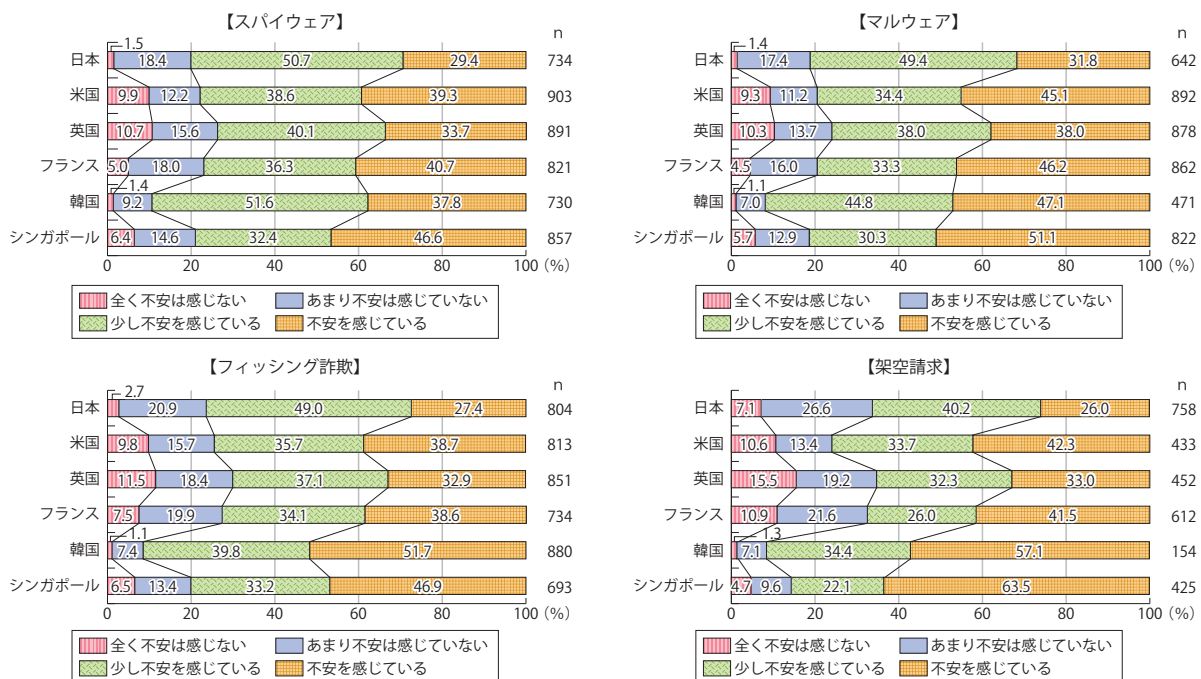 【スパイウェア】
n
1.5
日本 18.4 50.7 29.4 734
米国 9.9 12.2 38.6 39.3 903
英国 10.7 15.6 40.1 33.7 891
フランス 5.0 18.0 36.3 40.7 821
1.4
韓国 9.2 51.6 37.8 730
シンガポール 6.4 14.6 32.4 46.6 857
0 20 40 60 80 100 (%)
全く不安は感じない あまり不安は感じていない
少し不安を感じている 不安を感じている
【マルウェア】
n
1.4
日本 17.4 49.4 31.8 642
米国 9.3 11.2 34.4 45.1 892
英国 10.3 13.7 38.0 38.0 878
フランス 4.5 16.0 33.3 46.2 862
1.1
韓国 7.0 44.8 47.1 471
シンガポール 5.7 12.9 30.3 51.1 822
0 20 40 60 80 100 (%)
全く不安は感じない あまり不安は感じていない
少し不安を感じている 不安を感じている
【フィッシング詐欺】
n
2.7
日本 20.9 49.0 27.4 804
米国 9.8 15.7 35.7 38.7 813
英国 11.5 18.4 37.1 32.9 851
フランス 7.5 19.9 34.1 38.6 734
1.1
韓国 7.4 39.8 51.7 880
シンガポール 6.5 13.4 33.2 46.9 693
0 20 40 60 80 100 (%)
全く不安は感じない あまり不安は感じていない
少し不安を感じている 不安を感じている
【架空請求】
n
日本 7.1 26.6 40.2 26.0 758
米国 10.6 13.4 33.7 42.3 433
英国 15.5 19.2 32.3 33.0 452
フランス 10.9 21.6 26.0 41.5 612
1.3
韓国 7.1 34.4 57.1 154
シンガポール 4.7 9.6 22.1 63.5 425
0 20 40 60 80 100 (%)
全く不安は感じない あまり不安は感じていない
少し不安を感じている 不安を感じている